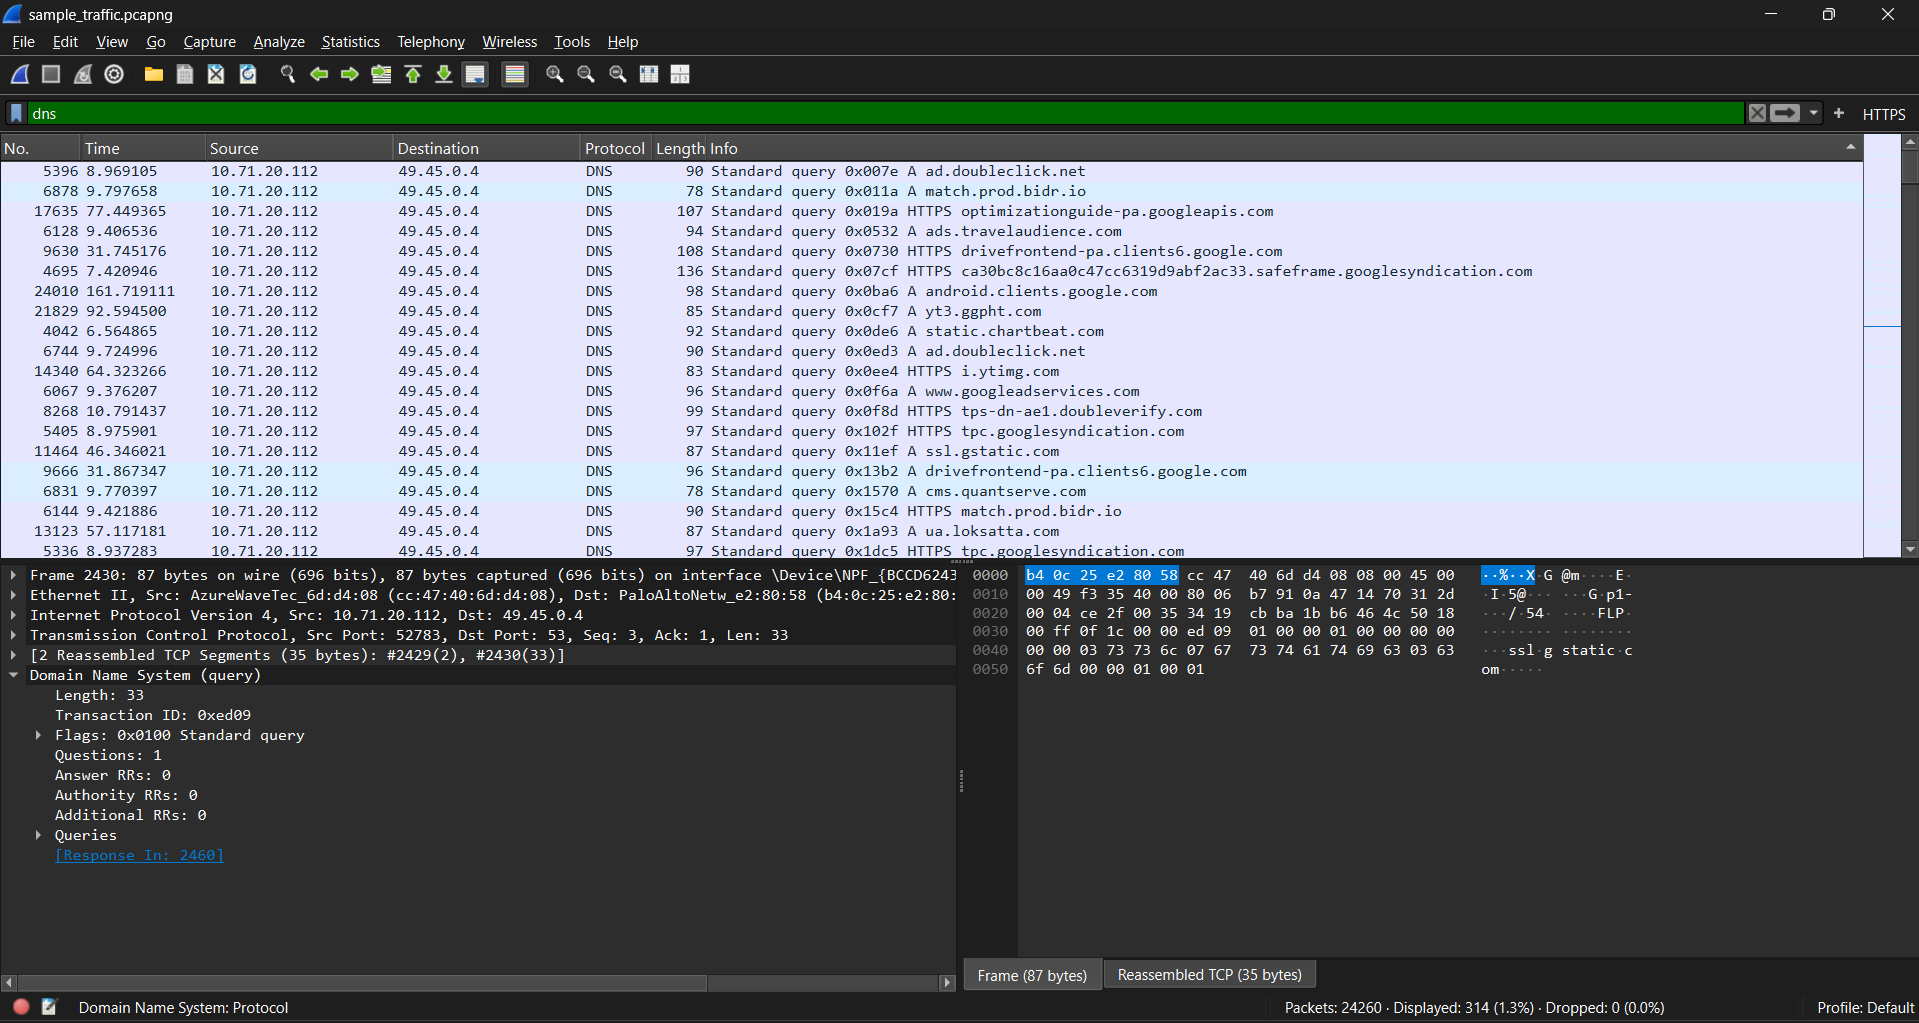 sample_traffic.pcapng
File Edit View Go Capture Analyze Statistics Telephony Wireless Tools Help
dns
HTTPS
No. Time Source Destination Protocol Length Info
5396 8.969105 10.71.20.112 49.45.0.4 DNS 90 Standard query 0x007e A ad.doubleclick.net
6878 9.797658 10.71.20.112 49.45.0.4 DNS 78 Standard query 0x011a A match.prod.bidr.io
17635 77.449365 10.71.20.112 49.45.0.4 DNS 107 Standard query 0x019a HTTPS optimizationguide-pa.googleapis.com
6128 9.406536 10.71.20.112 49.45.0.4 DNS 94 Standard query 0x0532 A ads.travelaudience.com
9630 31.745176 10.71.20.112 49.45.0.4 DNS 108 Standard query 0x0730 HTTPS drivefrontend-pa.clients6.google.com
4695 7.420946 10.71.20.112 49.45.0.4 DNS 136 Standard query 0x07cf HTTPS ca30bc8c16aa0c47cc6319d9abf2ac33.safeframe.googlesyndication.com
24010 161.719111 10.71.20.112 49.45.0.4 DNS 98 Standard query 0x0ba6 A android.clients.google.com
21829 92.594500 10.71.20.112 49.45.0.4 DNS 85 Standard query 0x0cf7 A yt3.ggpht.com
4042 6.564865 10.71.20.112 49.45.0.4 DNS 92 Standard query 0x0de6 A static.chartbeat.com
6744 9.724996 10.71.20.112 49.45.0.4 DNS 90 Standard query 0x0ed3 A ad.doubleclick.net
14340 64.323266 10.71.20.112 49.45.0.4 DNS 83 Standard query 0x0ee4 HTTPS i.ytimg.com
6067 9.376207 10.71.20.112 49.45.0.4 DNS 96 Standard query 0x0f6a A www.googleadservices.com
8268 10.791437 10.71.20.112 49.45.0.4 DNS 99 Standard query 0x0f8d HTTPS tps-dn-ae1.doubleverify.com
5405 8.975901 10.71.20.112 49.45.0.4 DNS 97 Standard query 0x102f HTTPS tpc.googlesyndication.com
11464 46.346021 10.71.20.112 49.45.0.4 DNS 87 Standard query 0x11ef A ssl.gstatic.com
9666 31.867347 10.71.20.112 49.45.0.4 DNS 96 Standard query 0x13b2 A drivefrontend-pa.clients6.google.com
6831 9.770397 10.71.20.112 49.45.0.4 DNS 78 Standard query 0x1570 A cms.quantserve.com
6144 9.421886 10.71.20.112 49.45.0.4 DNS 90 Standard query 0x15c4 HTTPS match.prod.bidr.io
13123 57.117181 10.71.20.112 49.45.0.4 DNS 87 Standard query 0x1a93 A ua.loksatta.com
5336 8.937283 10.71.20.112 49.45.0.4 DNS 97 Standard query 0x1dc5 HTTPS tpc.googlesyndication.com
Frame 2430: 87 bytes on wire (696 bits), 87 bytes captured (696 bits) on interface \Device\NPF_{BCCD6243
Ethernet II, Src: AzureWaveTec_6d:d4:08 (cc:47:40:6d:d4:08), Dst: PaloAltoNetw_e2:80:58 (b4:0c:25:e2:80:
Internet Protocol Version 4, Src: 10.71.20.112, Dst: 49.45.0.4
Transmission Control Protocol, Src Port: 52783, Dst Port: 53, Seq: 3, Ack: 1, Len: 33
[2 Reassembled TCP Segments (35 bytes): #2429(2), #2430(33)]
Domain Name System (query)
Length: 33
Transaction ID: 0xed09
Flags: 0x0100 Standard query
Questions: 1
Answer RRs: 0
Authority RRs: 0
Additional RRs: 0
Queries
[Response In: 2460]
0000 b4 0c 25 e2 80 58 cc 47 40 6d d4 08 08 00 45 00 ··%··X·G @m····E·
0010 00 49 f3 35 40 00 80 06 b7 91 0a 47 14 70 31 2d ·I·5@··· ···G·p1-
0020 00 04 ce 2f 00 35 34 19 cb ba 1b b6 46 4c 50 18 ···/·54· ····FLP·
0030 00 ff 0f 1c 00 00 ed 09 01 00 00 01 00 00 00 00 ········ ········
0040 00 00 03 73 73 6c 07 67 73 74 61 74 69 63 03 63 ···ssl·g static·c
0050 6f 6d 00 00 01 00 01 om·····
Frame (87 bytes) Reassembled TCP (35 bytes)
Domain Name System: Protocol
Packets: 24260 · Displayed: 314 (1.3%) · Dropped: 0 (0.0%)
Profile: Default